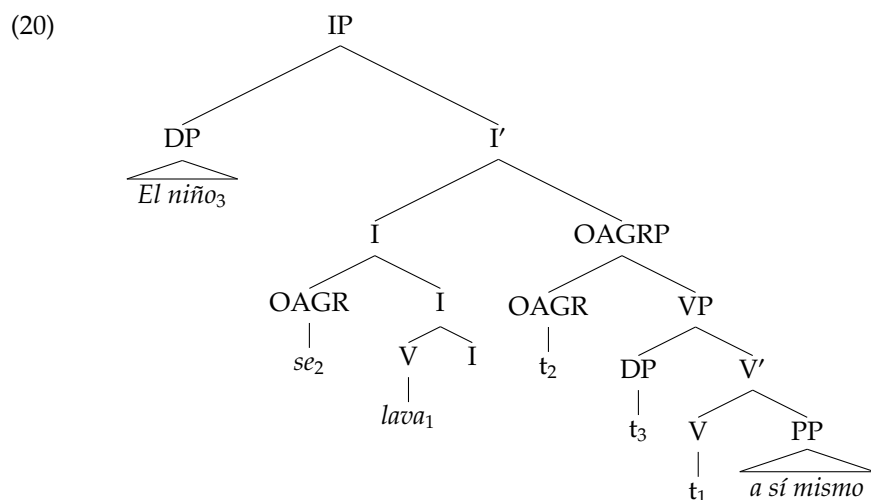 (20) IP
DP I′
El niño₃
I OAGRP
OAGR I OAGR VP
se₂ V I t₂ DP V′
lava₁ t₃ V PP
t₁ a sí mismo